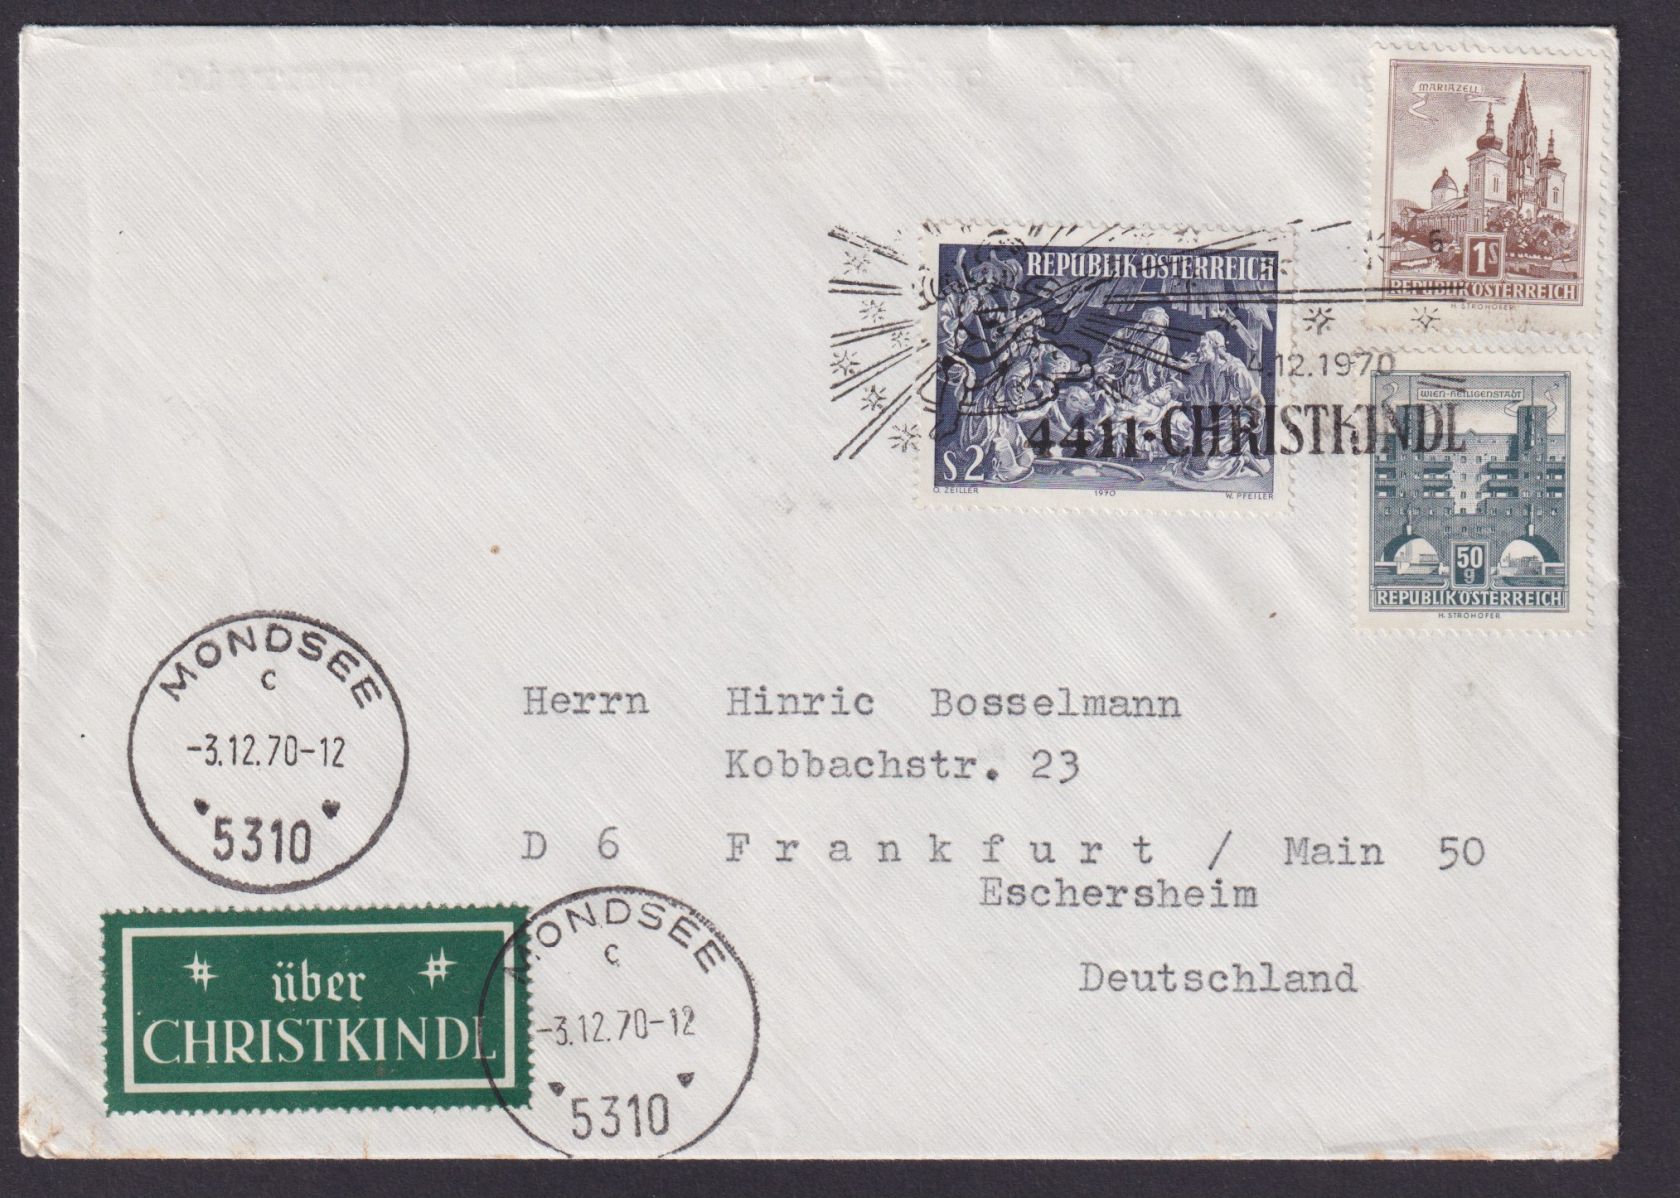 MARIAZELL
6
1S
REPUBLIK ÖSTERREICH
H. STROHOFER
REPUBLIK ÖSTERREICH
S 2
O. ZEILLER
1970
W. PFEILER
4.12.1970
4411·CHRISTKINDL
WIEN-HEILIGENSTADT
50
g
REPUBLIK ÖSTERREICH
H. STROHOFER
MONDSEE
c
-3.12.70-12
5310
Herrn Hinric Bosselmann
Kobbachstr. 23
D 6 F r a n k f u r t / Main 50
Eschersheim
Deutschland
über
CHRISTKINDL
MONDSEE
c
-3.12.70-12
5310